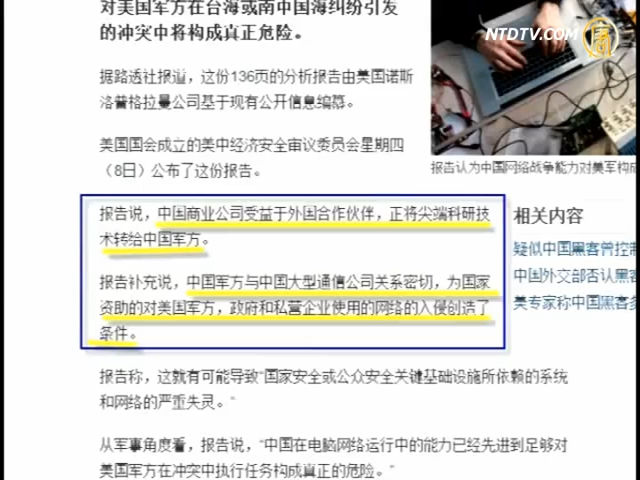 对美国军方在台海或南中国海纠纷引发
的冲突中将构成真正危险。
NTDTV.COM
据路透社报道，这份136页的分析报告由美国诺斯
洛普格拉曼公司基于现有公开信息编纂。
美国国会成立的美中经济安全审议委员会星期四
（8日）公布了这份报告。
报告认为中国网络战争能力对美军构成
报告说，中国商业公司受益于外国合作伙伴，正将尖端科研技
术转给中国军方。
报告补充说，中国军方与中国大型通信公司关系密切，为国家
资助的对美国军方，政府和私营企业使用的网络的入侵创造了
条件。
相关内容
疑似中国黑客曾控制
中国外交部否认黑客
美专家称中国黑客多
报告称，这就有可能导致“国家安全或公众安全关键基础设施所依赖的系统
和网络的严重失灵。”
从军事角度看，报告说，“中国在电脑网络运行中的能力已经先进到足够对
美国军方在冲突中执行任务构成真正的危险。”